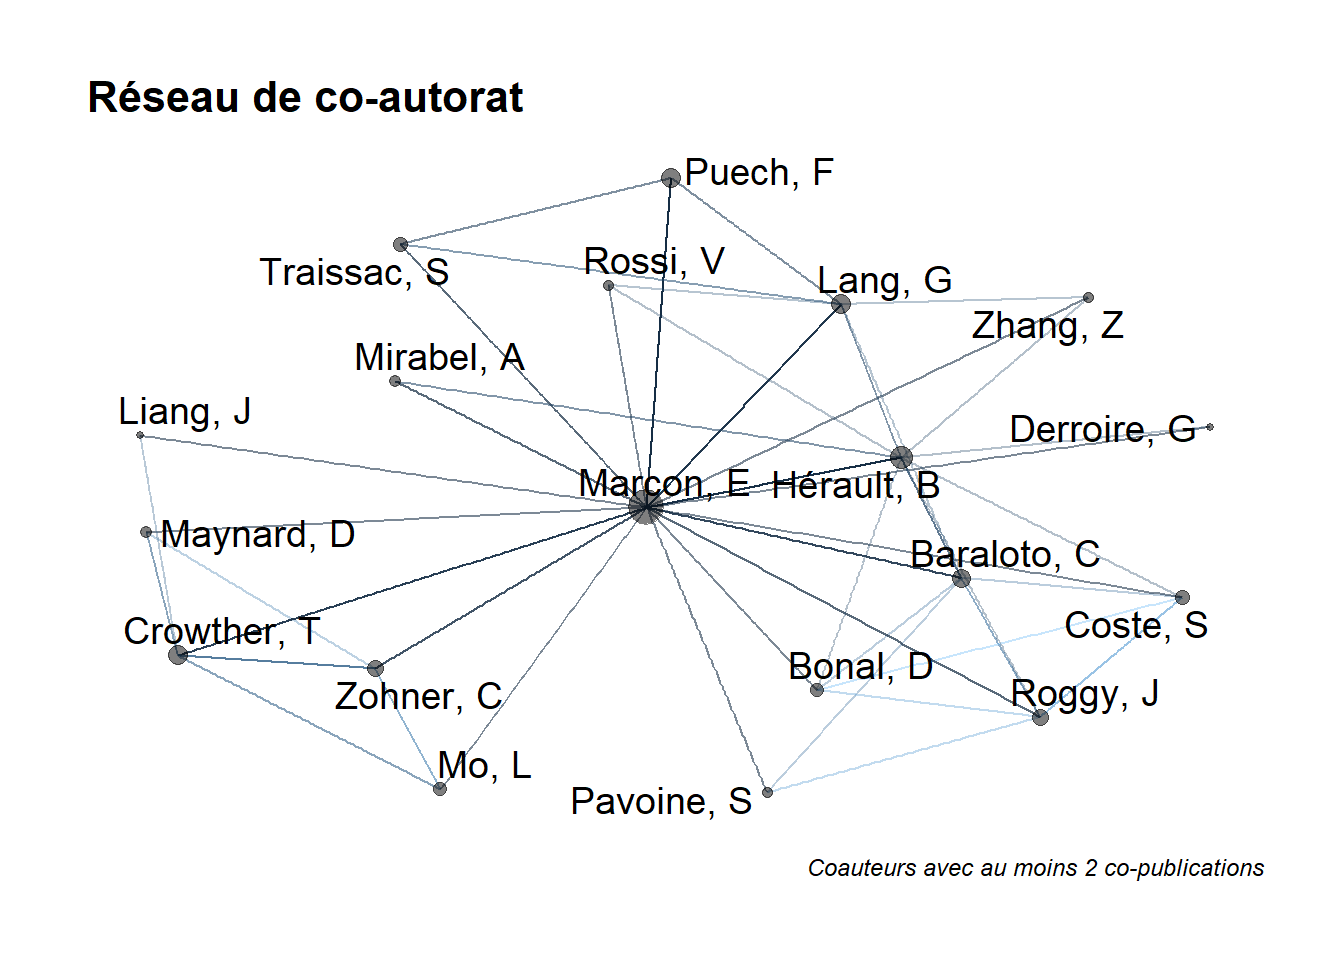 Réseau de co-autorat
Puech, F
Rossi, V
Traissac, S
Lang, G
Zhang, Z
Mirabel, A
Liang, J
Derroire, G
Marcon, E
Hérault, B
Maynard, D
Baraloto, C
Crowther, T
Coste, S
Bonal, D
Zohner, C
Roggy, J
Mo, L
Pavoine, S
Coauteurs avec au moins 2 co-publications